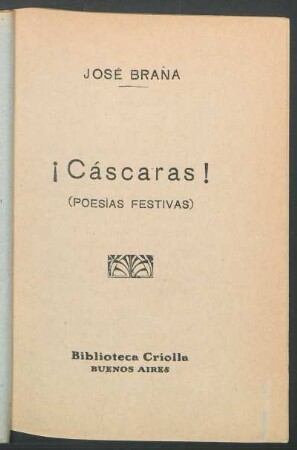 JOSÉ BRAÑA
¡Cáscaras!
(POESÍAS FESTIVAS)
Biblioteca Criolla
BUENOS AIRES